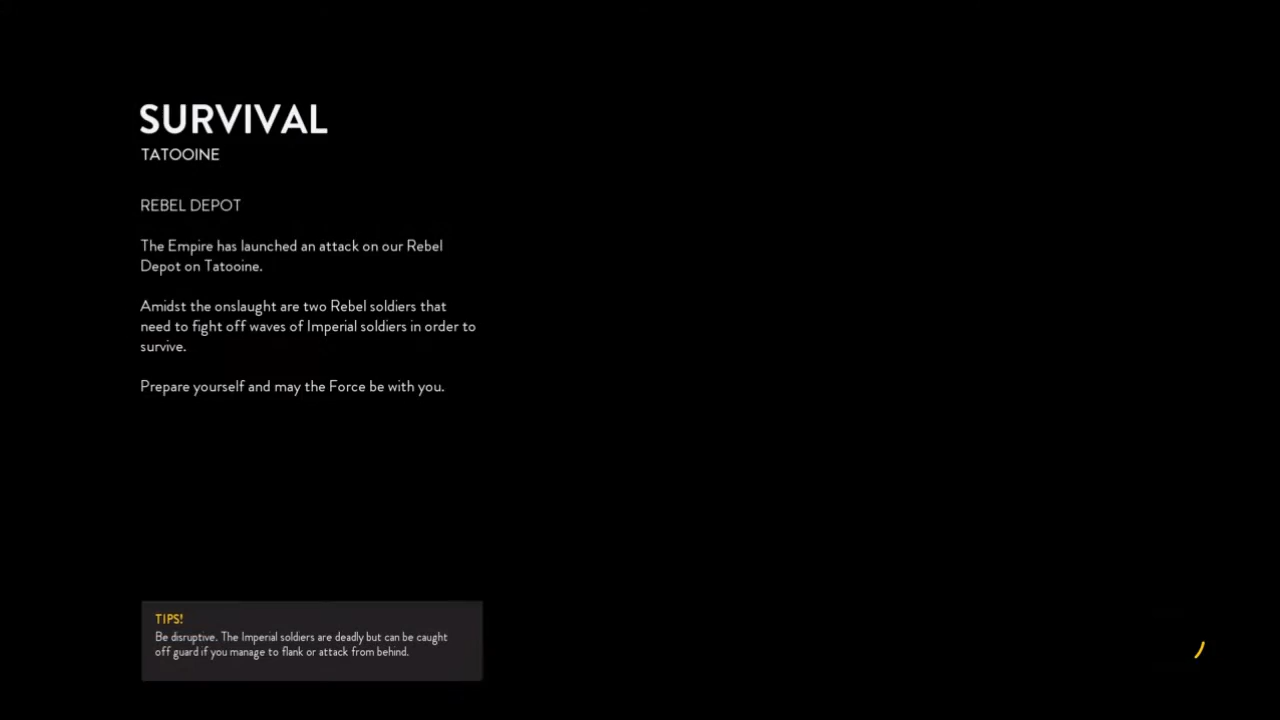 SURVIVAL
TATOOINE
REBEL DEPOT
The Empire has launched an attack on our Rebel
Depot on Tatooine.
Amidst the onslaught are two Rebel soldiers that
need to fight off waves of Imperial soldiers in order to
survive.
Prepare yourself and may the Force be with you.
TIPS!
Be disruptive. The Imperial soldiers are deadly but can be caught
off guard if you manage to flank or attack from behind.